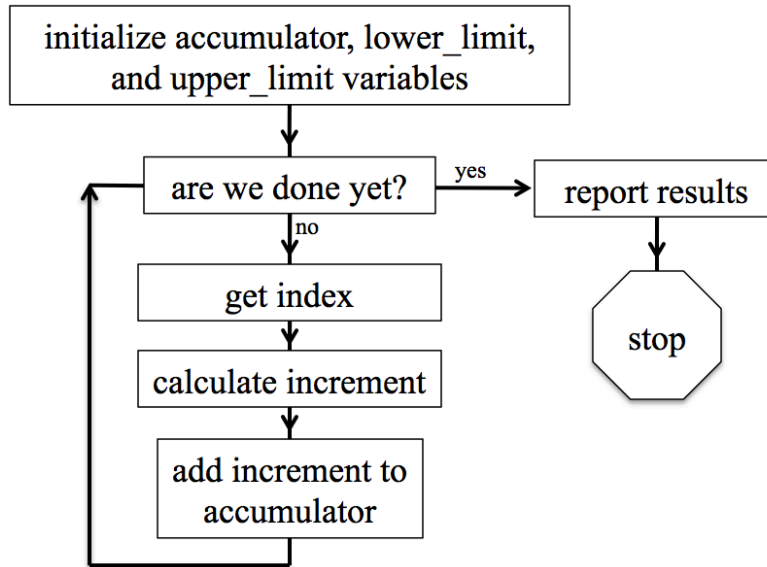 initialize accumulator, lower_limit,
and upper_limit variables
are we done yet?
yes
report results
no
get index
stop
calculate increment
add increment to
accumulator